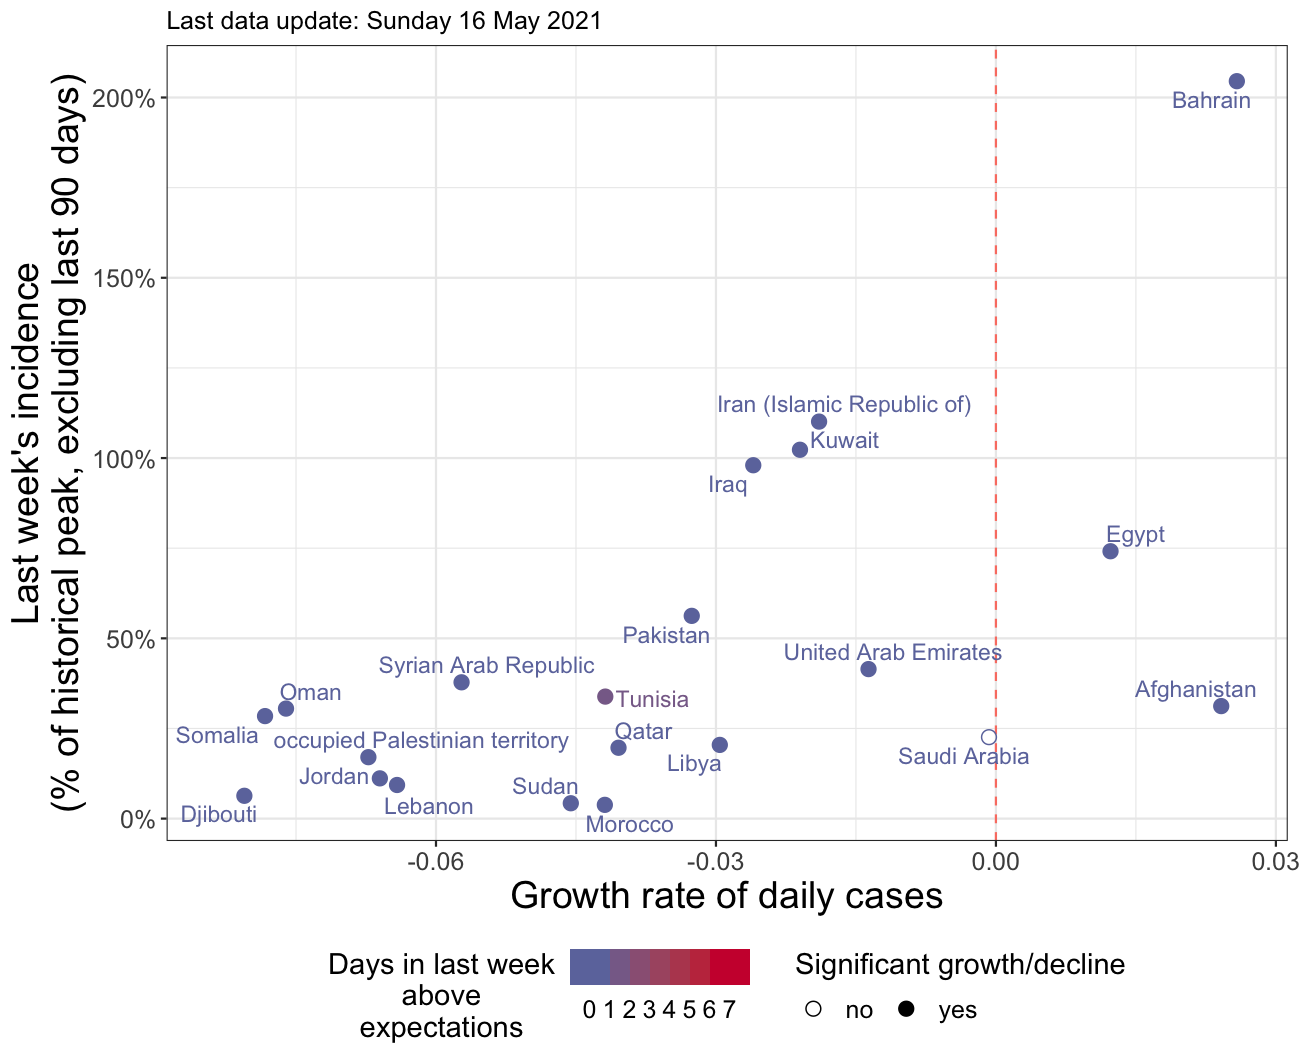 Last data update: Sunday 16 May 2021
Last week's incidence
(% of historical peak, excluding last 90 days)
200%
150%
100%
50%
0%
Bahrain
Iran (Islamic Republic of)
Kuwait
Iraq
Egypt
Pakistan
United Arab Emirates
Syrian Arab Republic
Afghanistan
Oman
Tunisia
Somalia
occupied Palestinian territory
Qatar
Libya
Saudi Arabia
Jordan
Sudan
Lebanon
Djibouti
Morocco
-0.06 -0.03 0.00 0.03
Growth rate of daily cases
Days in last week
above
expectations
0 1 2 3 4 5 6 7
Significant growth/decline
no yes